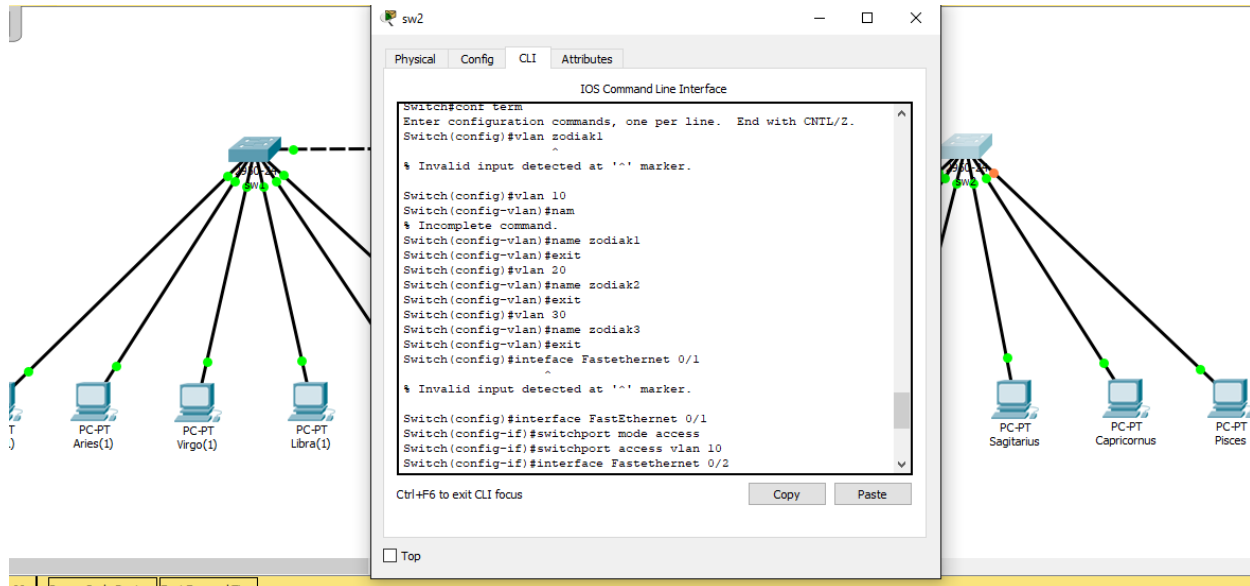 sw2
Physical Config CLI Attributes
IOS Command Line Interface
Switch#conf term
Enter configuration commands, one per line. End with CNTL/Z.
Switch(config)#vlan zodiak1
^
% Invalid input detected at '^' marker.
Switch(config)#vlan 10
Switch(config-vlan)#nam
% Incomplete command.
Switch(config-vlan)#name zodiak1
Switch(config-vlan)#exit
Switch(config)#vlan 20
Switch(config-vlan)#name zodiak2
Switch(config-vlan)#exit
Switch(config)#vlan 30
Switch(config-vlan)#name zodiak3
Switch(config-vlan)#exit
Switch(config)#inteface Fastethernet 0/1
^
% Invalid input detected at '^' marker.
Switch(config)#interface FastEthernet 0/1
Switch(config-if)#switchport mode access
Switch(config-if)#switchport access vlan 10
Switch(config-if)#interface Fastethernet 0/2
Ctrl+F6 to exit CLI focus
Copy Paste
Top
sw1
PC-PT
Aries(1)
PC-PT
Virgo(1)
PC-PT
Libra(1)
sw2
PC-PT
Sagitarius
PC-PT
Capricornus
PC-PT
Pisces